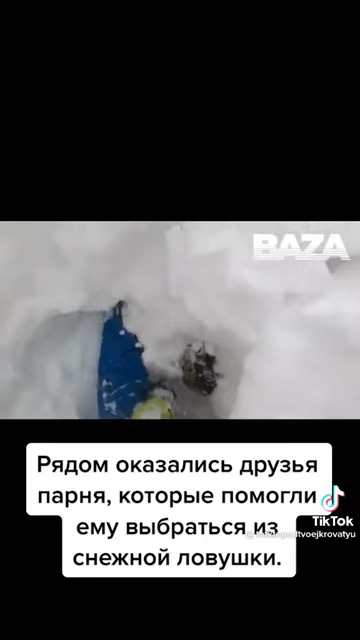 BAZA
Рядом оказались друзья
парня, которые помогли
ему выбраться из
снежной ловушки.
TikTok